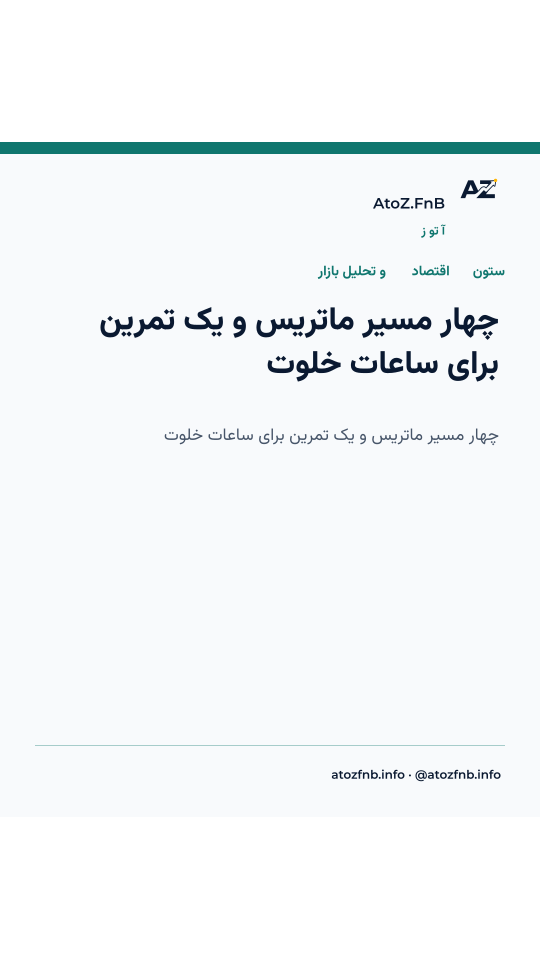 AZ
AtoZ.FnB
آ تو ز
ستون اقتصاد و تحلیل بازار
چهار مسیر ماتریس و یک تمرین
برای ساعات خلوت
چهار مسیر ماتریس و یک تمرین برای ساعات خلوت
atozfnb.info · @atozfnb.info